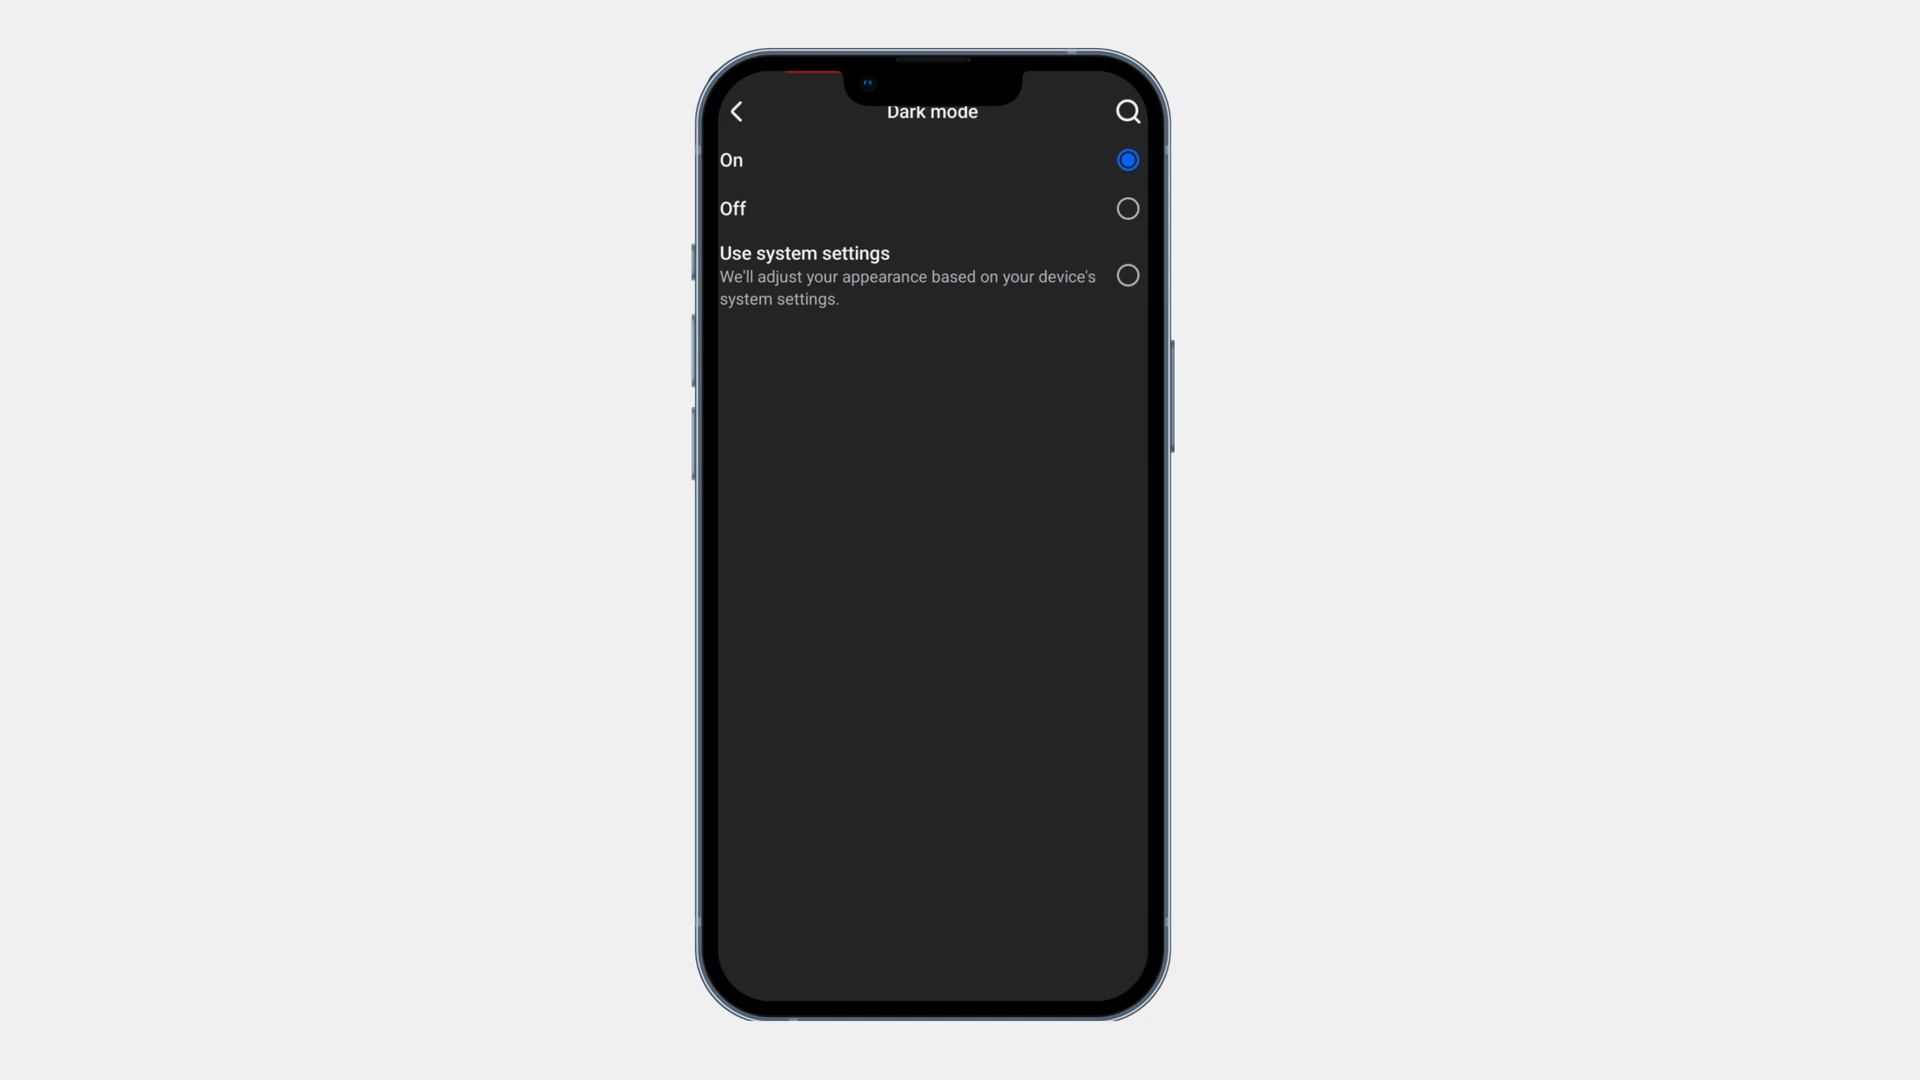 Dark mode
On
Off
Use system settings
We'll adjust your appearance based on your device's
system settings.